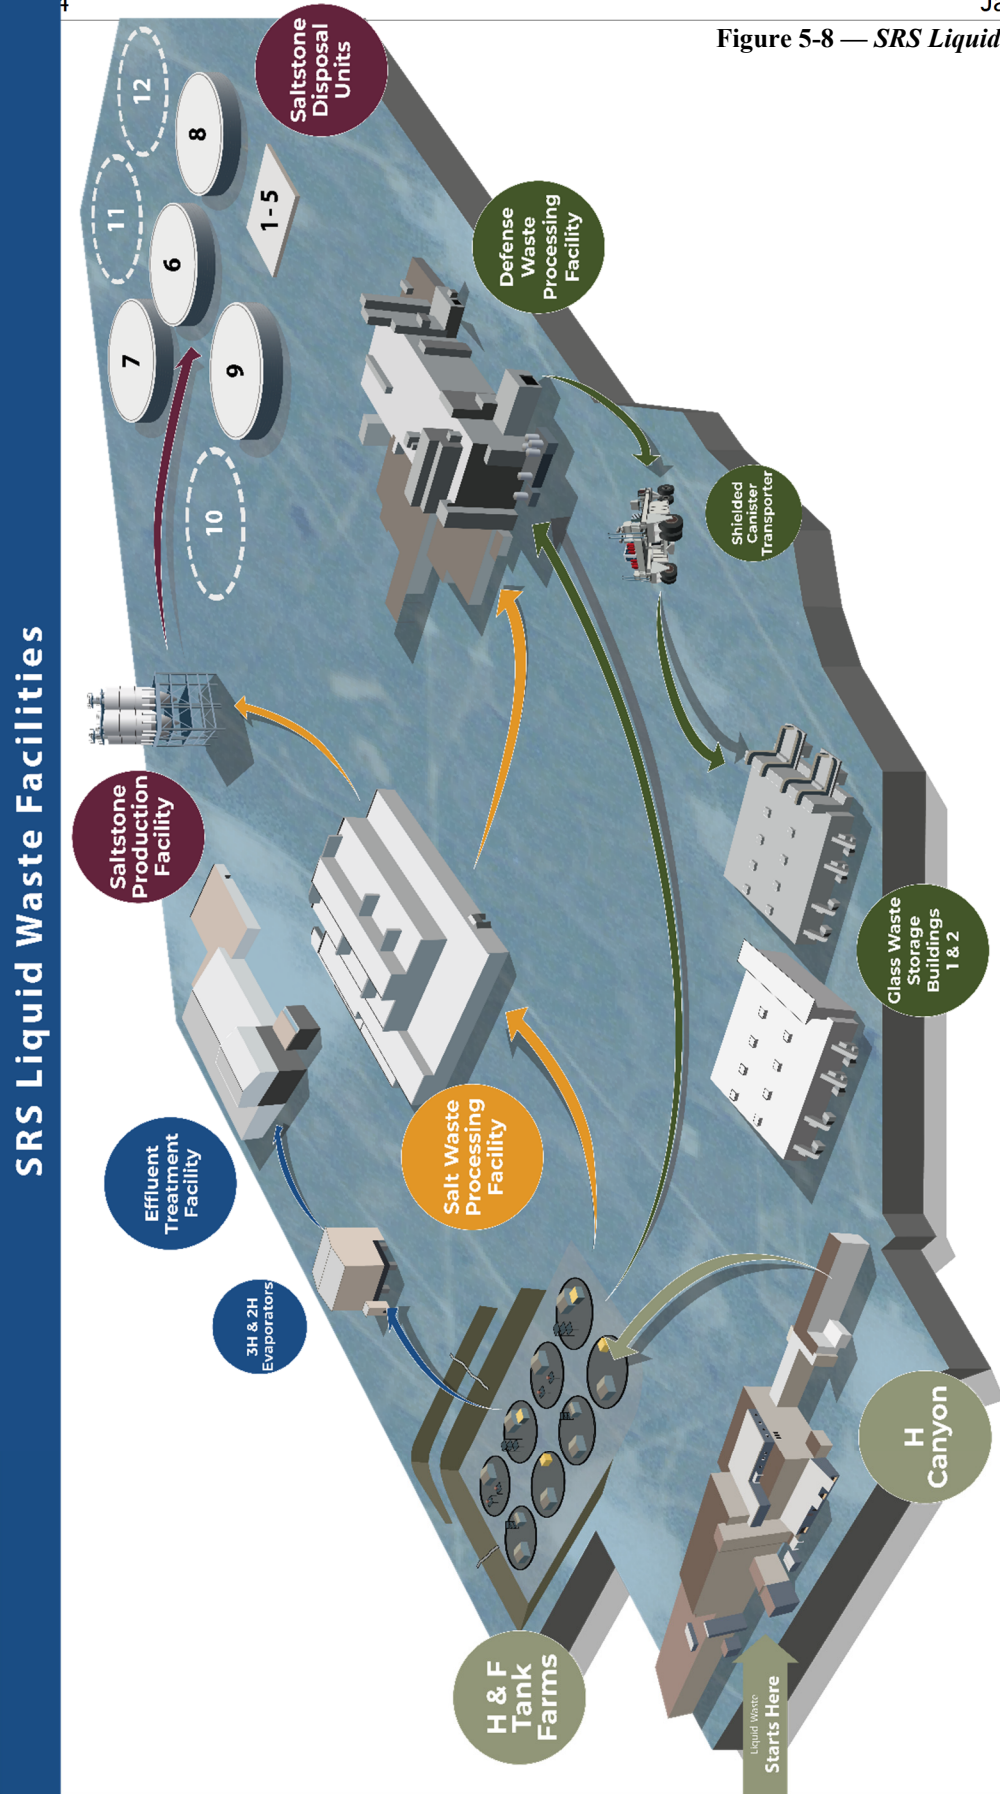 4
Ja
Figure 5-8 — SRS Liquid
SRS Liquid Waste Facilities
Liquid Waste
Starts Here
H
Canyon
H & F
Tank
Farms
3H & 2H
Evaporators
Effluent
Treatment
Facility
Salt Waste
Processing
Facility
Saltstone
Production
Facility
Saltstone
Disposal
Units
Defense
Waste
Processing
Facility
Shielded
Canister
Transporter
Glass Waste
Storage
Buildings
1 & 2
12
11
8
6
1-5
7
9
10